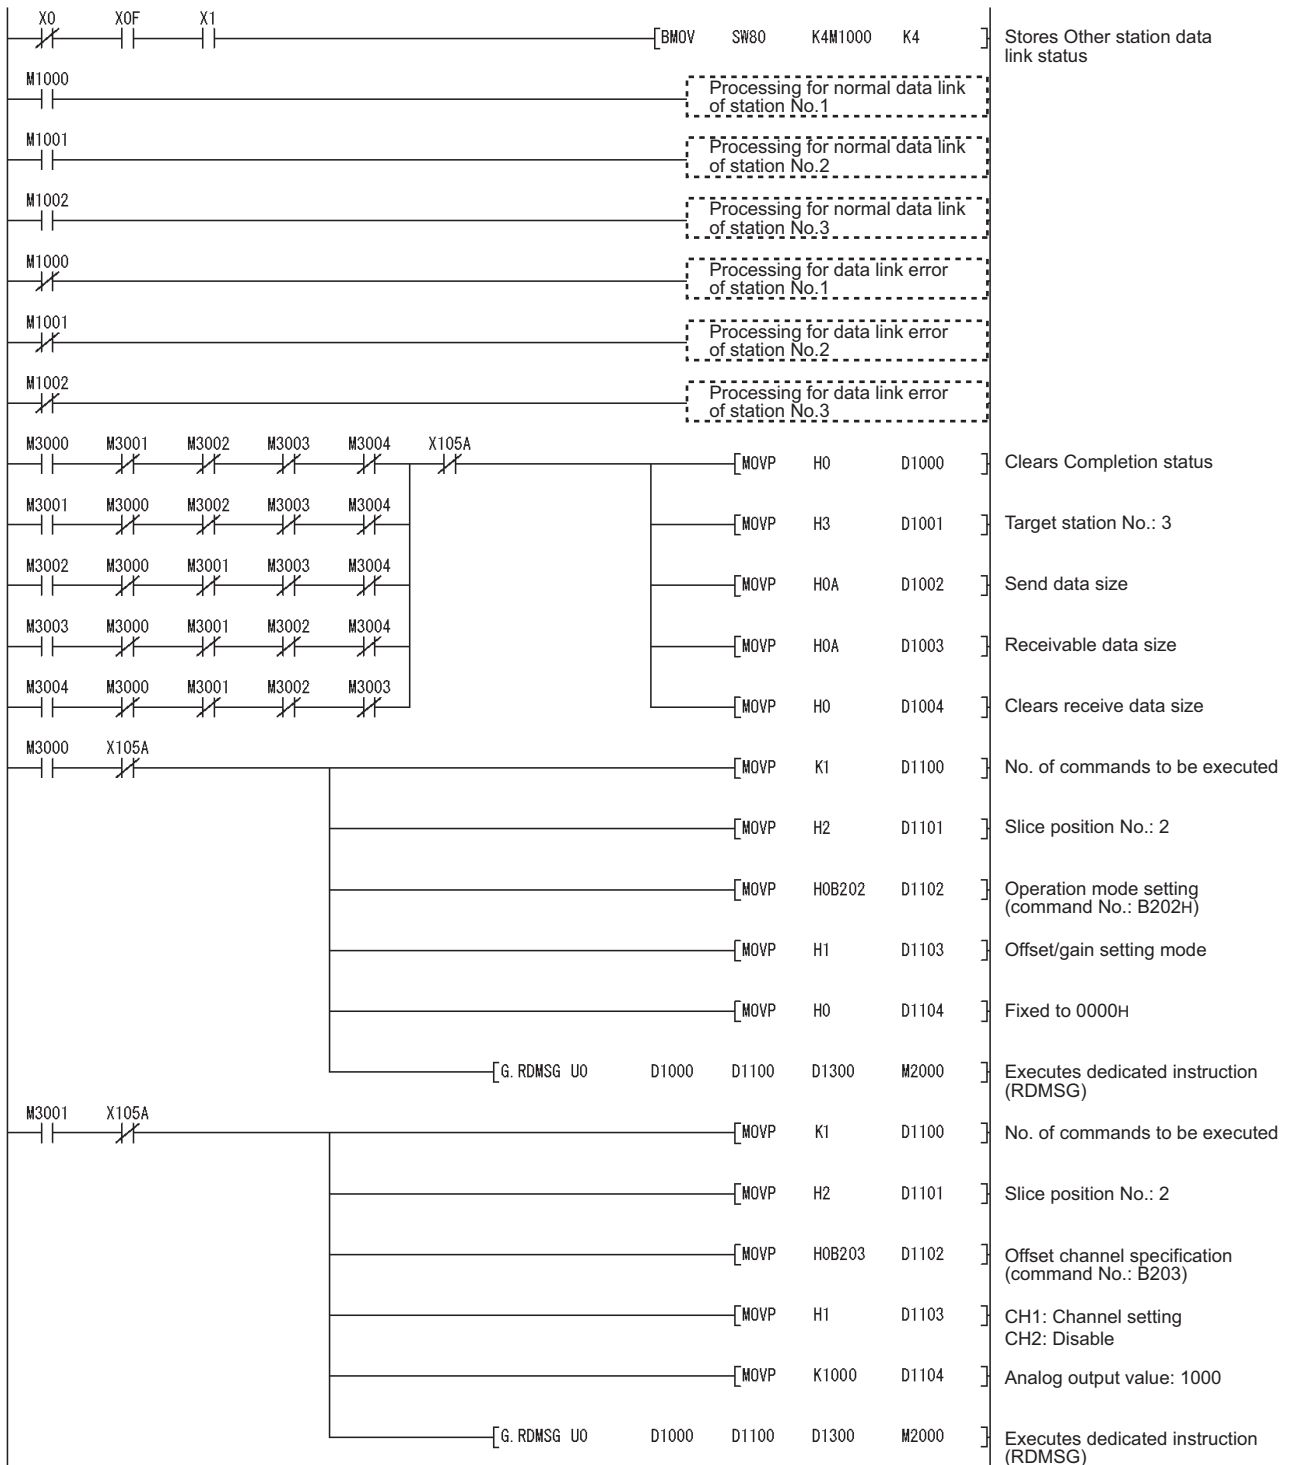 X0 X0F X1
BMOV SW80 K4M1000 K4 Stores Other station data
link status
M1000
Processing for normal data link
of station No.1
M1001
Processing for normal data link
of station No.2
M1002
Processing for normal data link
of station No.3
M1000
Processing for data link error
of station No.1
M1001
Processing for data link error
of station No.2
M1002
Processing for data link error
of station No.3
M3000 M3001 M3002 M3003 M3004 X105A
MOVP H0 D1000 Clears Completion status
M3001 M3000 M3002 M3003 M3004
MOVP H3 D1001 Target station No.: 3
M3002 M3000 M3001 M3003 M3004
MOVP H0A D1002 Send data size
M3003 M3000 M3001 M3002 M3004
MOVP H0A D1003 Receivable data size
M3004 M3000 M3001 M3002 M3003
MOVP H0 D1004 Clears receive data size
M3000 X105A
MOVP K1 D1100 No. of commands to be executed
MOVP H2 D1101 Slice position No.: 2
MOVP H0B202 D1102 Operation mode setting
(command No.: B202H)
MOVP H1 D1103 Offset/gain setting mode
MOVP H0 D1104 Fixed to 0000H
G.RDMSG U0 D1000 D1100 D1300 M2000 Executes dedicated instruction
(RDMSG)
M3001 X105A
MOVP K1 D1100 No. of commands to be executed
MOVP H2 D1101 Slice position No.: 2
MOVP H0B203 D1102 Offset channel specification
(command No.: B203)
MOVP H1 D1103 CH1: Channel setting
CH2: Disable
MOVP K1000 D1104 Analog output value: 1000
G.RDMSG U0 D1000 D1100 D1300 M2000 Executes dedicated instruction
(RDMSG)